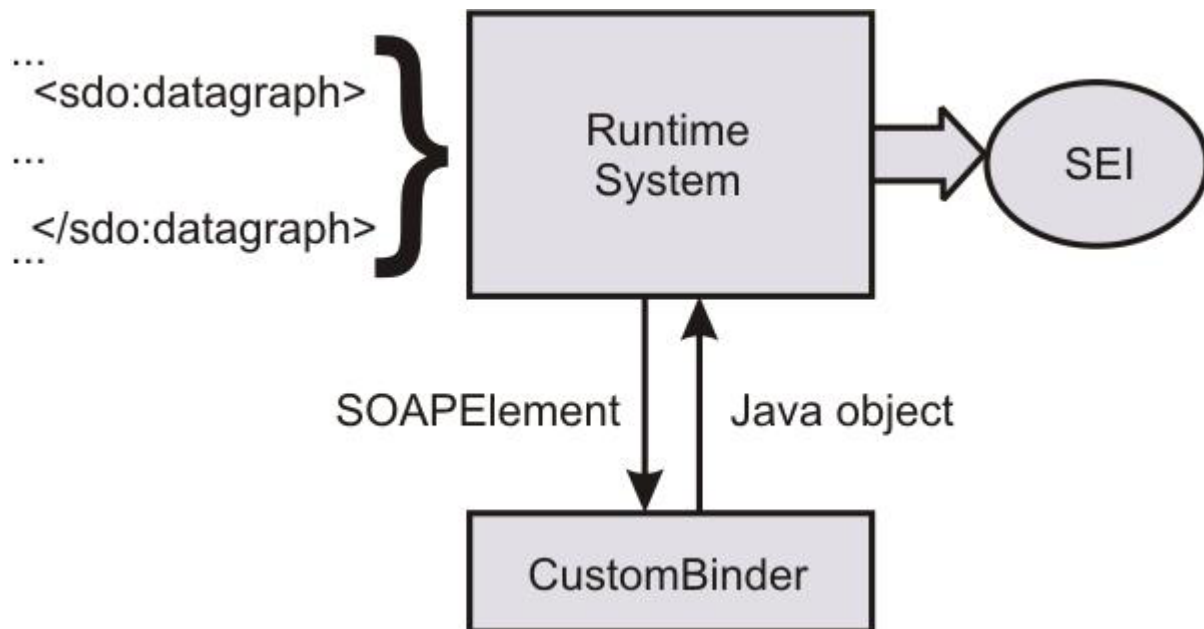 ...
<sdo:datagraph>
...
</sdo:datagraph>
...
Runtime
System
SEI
SOAPElement
Java object
CustomBinder